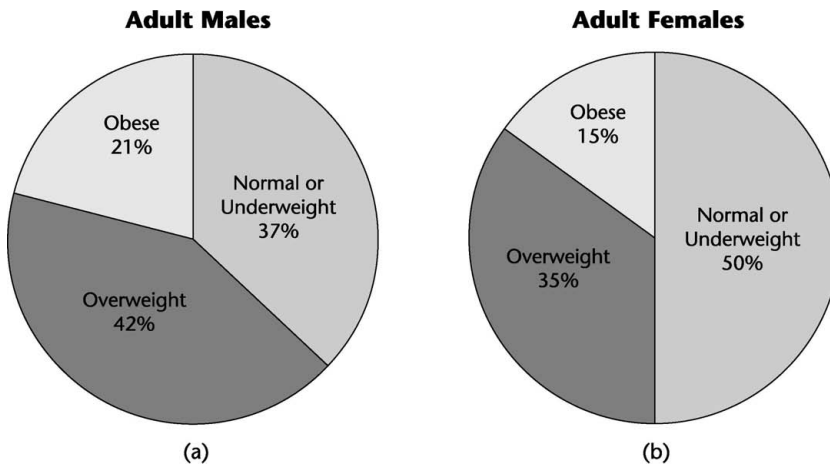 Adult Males
Obese
21%
Normal or
Underweight
37%
Overweight
42%
(a)
Adult Females
Obese
15%
Normal or
Underweight
50%
Overweight
35%
(b)